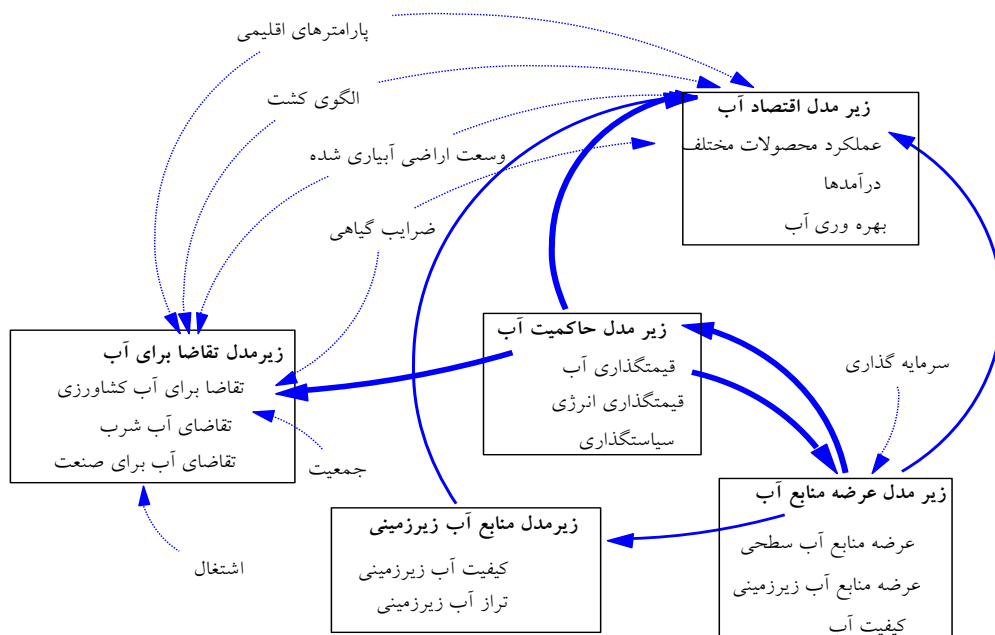 پارامترهای اقلیمی
الگوی کشت
وسعت اراضی آبیاری شده
ضرایب گیاهی
زیر مدل اقتصاد آب
عملکرد محصولات مختلف
درآمدها
بهره وری آب
زیر مدل حاکمیت آب
قیمتگذاری آب
قیمتگذاری انرژی
سیاستگذاری
سرمایه گذاری
زیرمدل تقاضا برای آب
تقاضا برای آب کشاورزی
تقاضای آب شرب
تقاضای آب برای صنعت
جمعیت
اشتغال
زیرمدل منابع آب زیرزمینی
کیفیت آب زیرزمینی
تراز آب زیرزمینی
زیر مدل عرضه منابع آب
عرضه منابع آب سطحی
عرضه منابع آب زیرزمینی
کیفیت آب